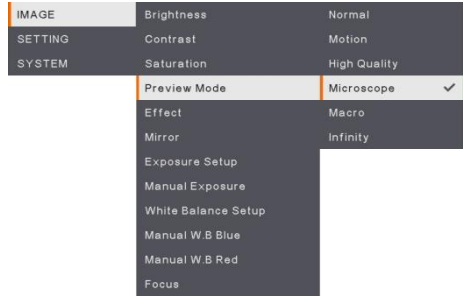 IMAGE
SETTING
SYSTEM
Brightness
Contrast
Saturation
Preview Mode
Effect
Mirror
Exposure Setup
Manual Exposure
White Balance Setup
Manual W.B Blue
Manual W.B Red
Focus
Normal
Motion
High Quality
Microscope
Macro
Infinity